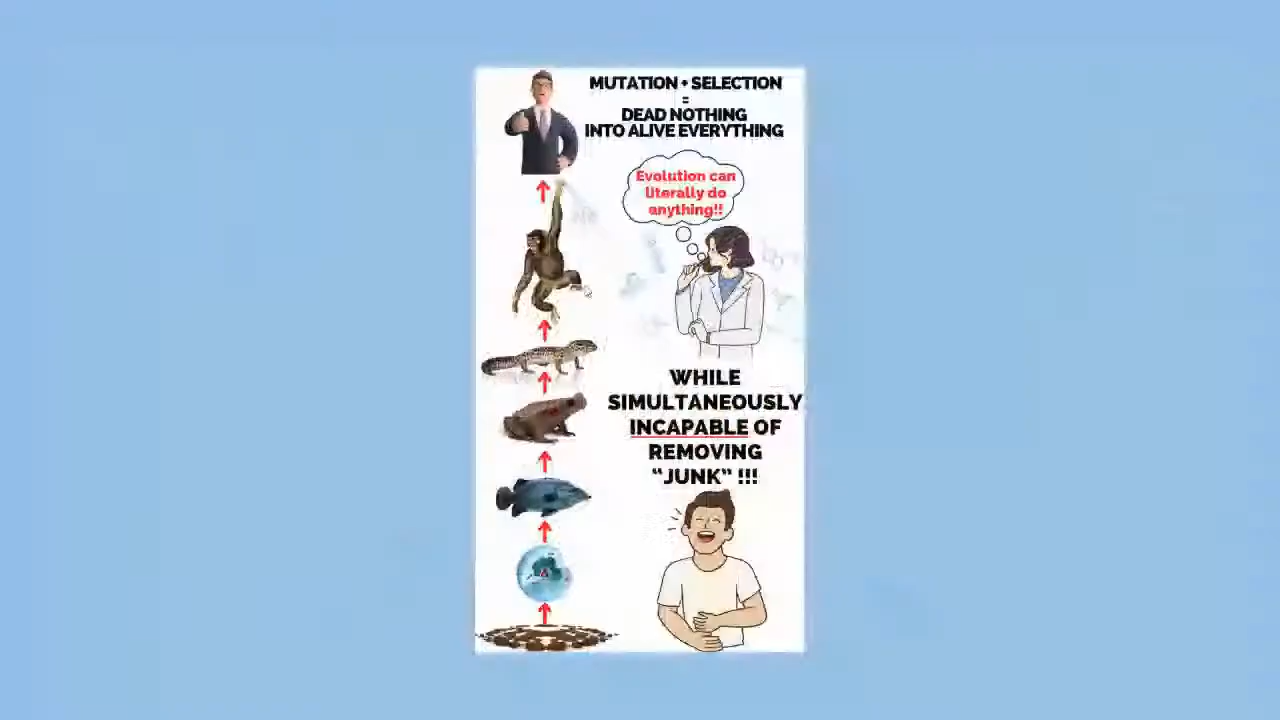 MUTATION + SELECTION
=
DEAD NOTHING
INTO ALIVE EVERYTHING
Evolution can
literally do
anything!!
WHILE
SIMULTANEOUSLY
INCAPABLE OF
REMOVING
“JUNK” !!!